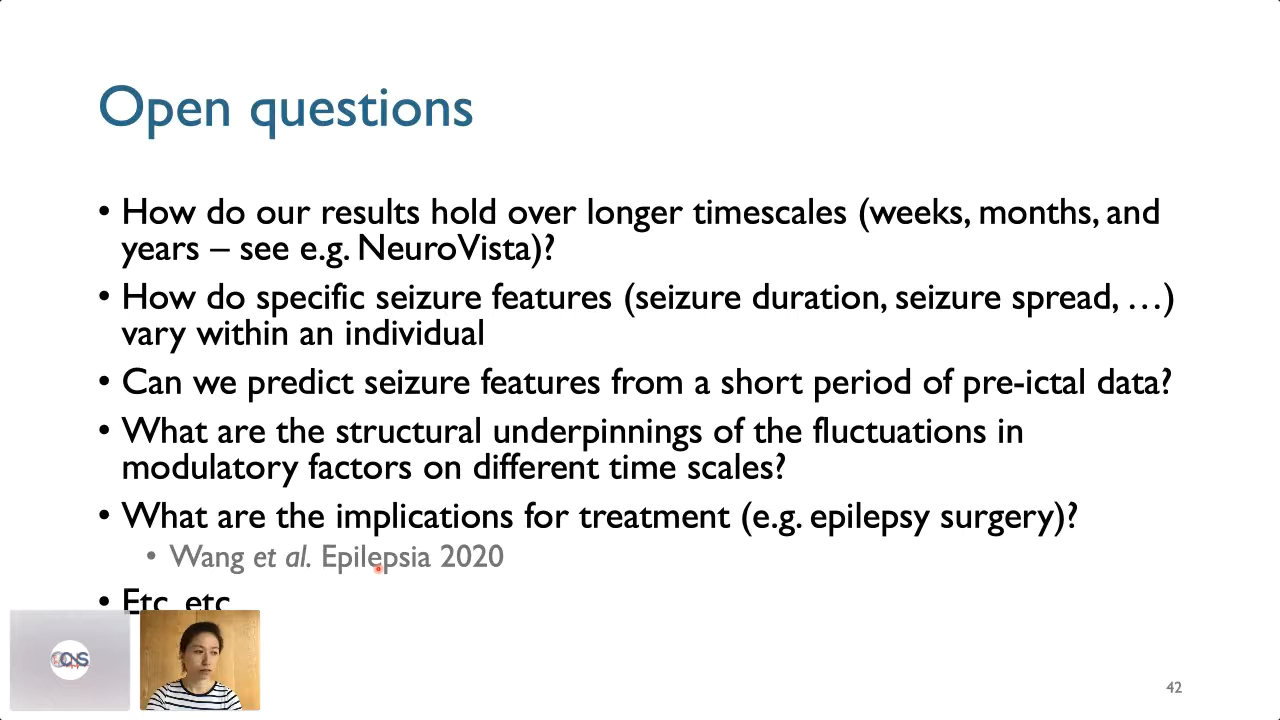 Open questions
• How do our results hold over longer timescales (weeks, months, and
years – see e.g. NeuroVista)?
• How do specific seizure features (seizure duration, seizure spread, …)
vary within an individual
• Can we predict seizure features from a short period of pre-ictal data?
• What are the structural underpinnings of the fluctuations in
modulatory factors on different time scales?
• What are the implications for treatment (e.g. epilepsy surgery)?
• Wang et al. Epilepsia 2020
• Etc. etc
42